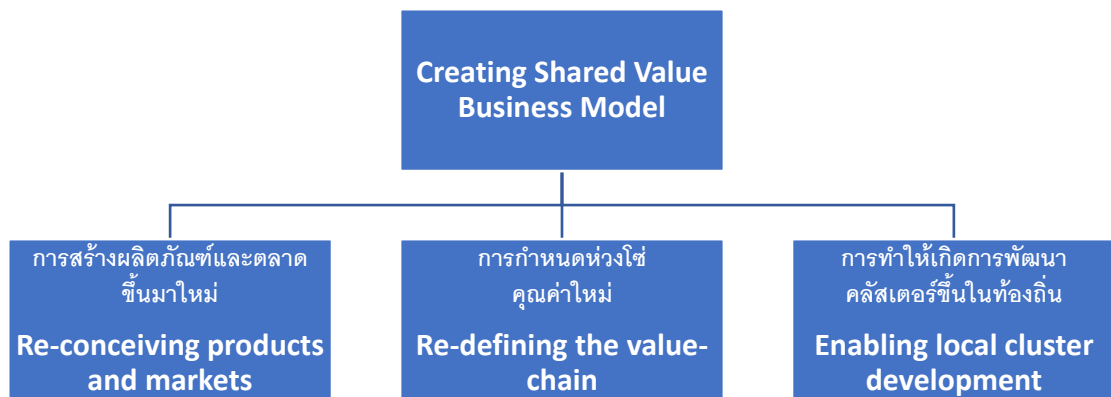 Creating Shared Value
Business Model
การสร้างผลิตภัณฑ์และตลาด
ขึ้นมาใหม่
Re-conceiving products
and markets
การกำหนดห่วงโซ่
คุณค่าใหม่
Re-defining the value-
chain
การทำให้เกิดการพัฒนา
คลัสเตอร์ขึ้นในท้องถิ่น
Enabling local cluster
development